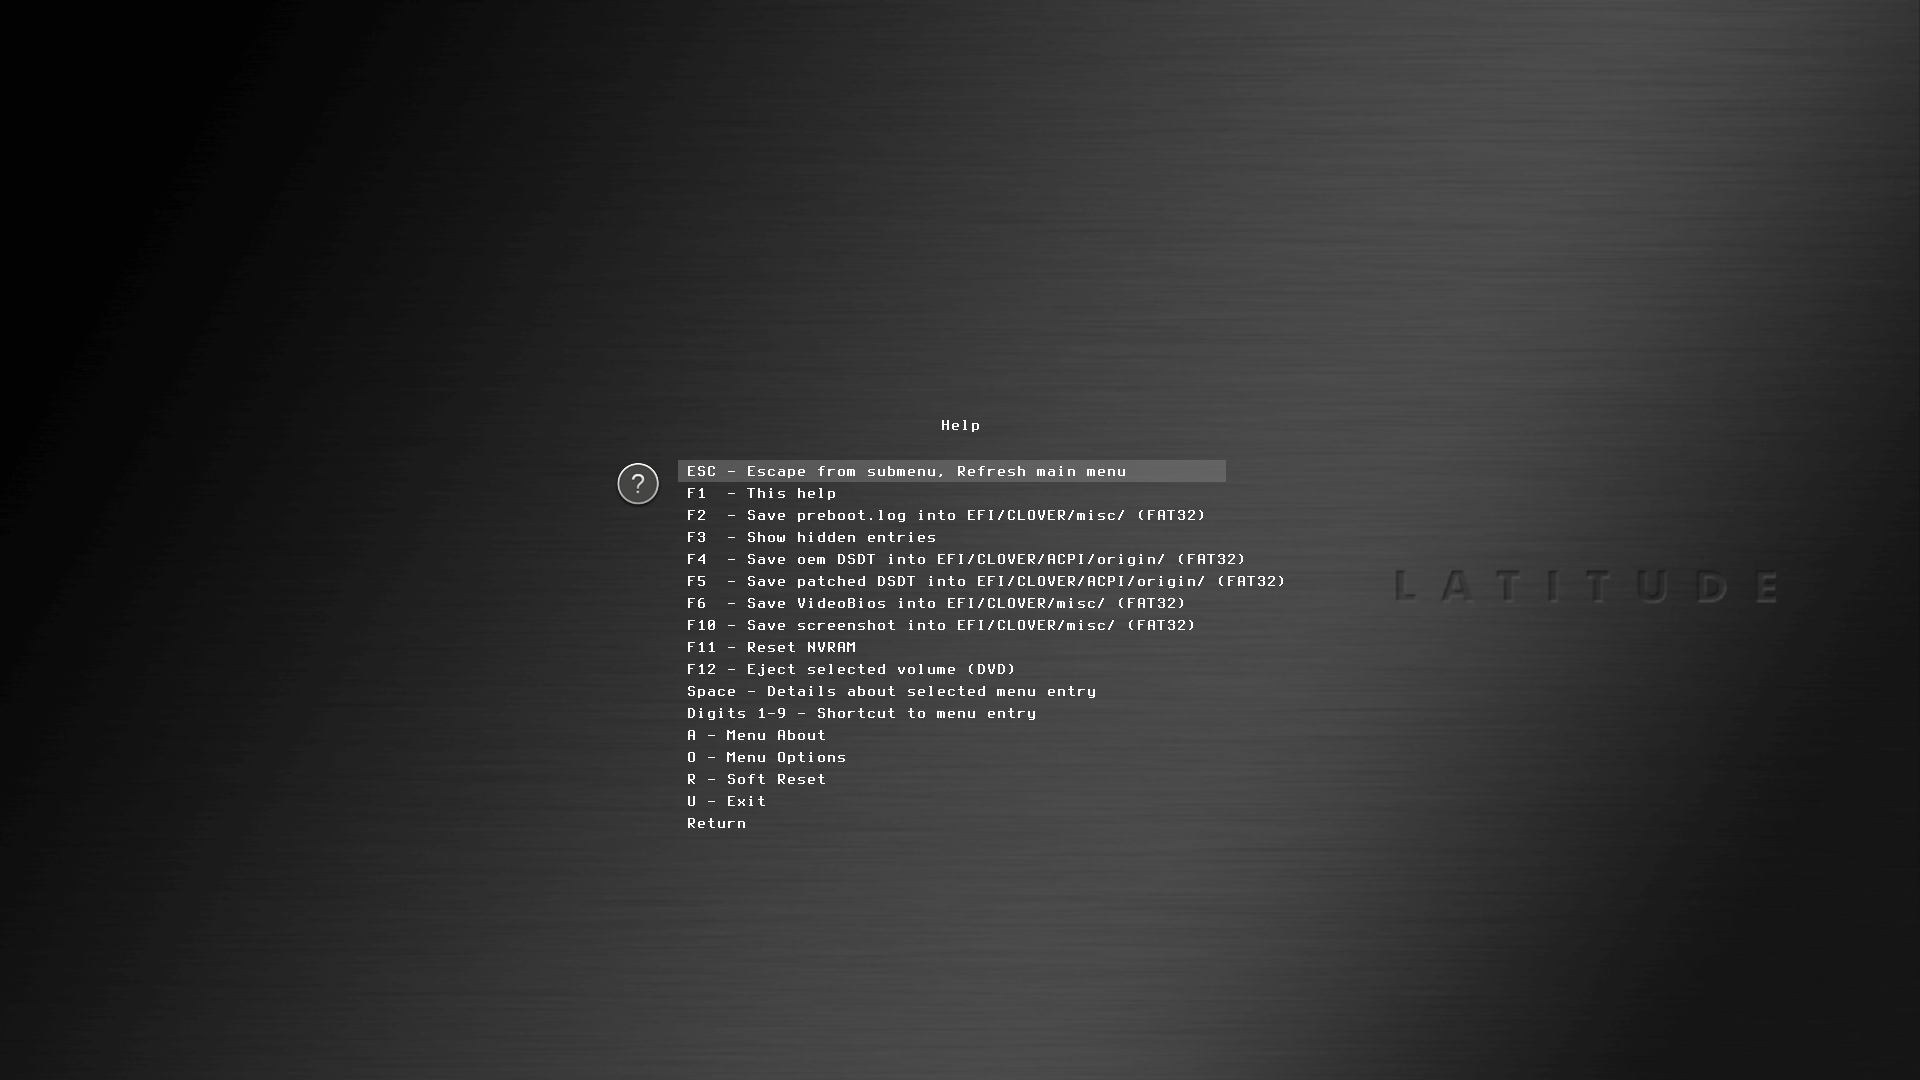 Help
?
ESC - Escape from submenu, Refresh main menu
F1  - This help
F2  - Save preboot.log into EFI/CLOVER/misc/ (FAT32)
F3  - Show hidden entries
F4  - Save oem DSDT into EFI/CLOVER/ACPI/origin/ (FAT32)
F5  - Save patched DSDT into EFI/CLOVER/ACPI/origin/ (FAT32)
F6  - Save VideoBios into EFI/CLOVER/misc/ (FAT32)
F10 - Save screenshot into EFI/CLOVER/misc/ (FAT32)
F11 - Reset NVRAM
F12 - Eject selected volume (DVD)
Space - Details about selected menu entry
Digits 1-9 - Shortcut to menu entry
A - Menu About
O - Menu Options
R - Soft Reset
U - Exit
Return
LATITUDE